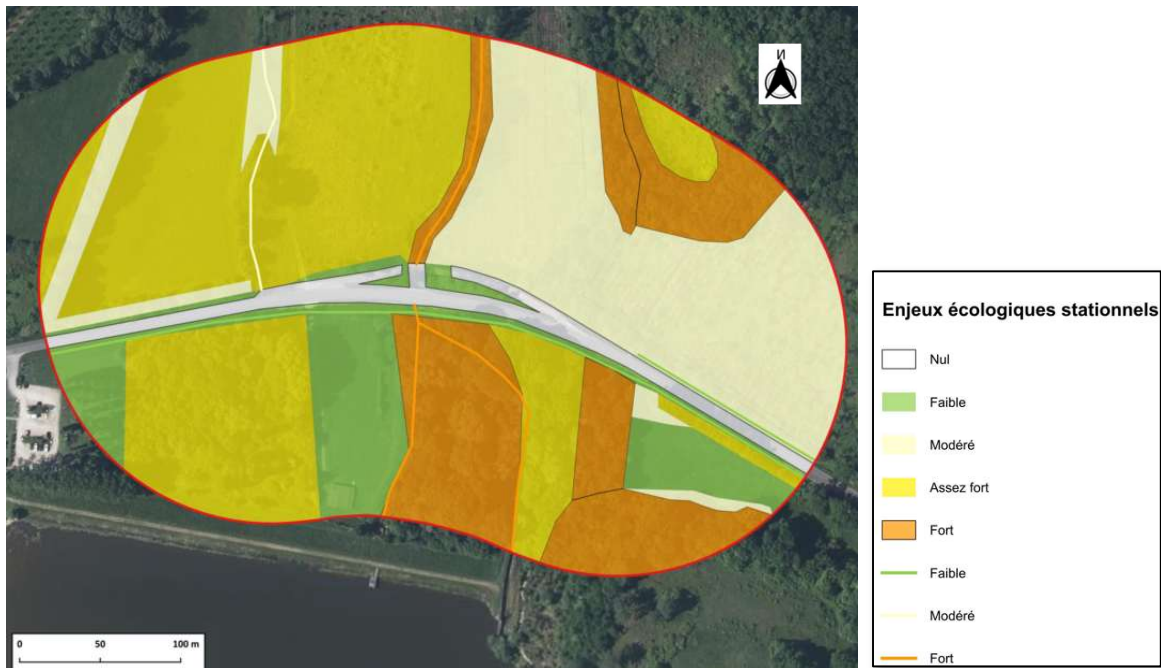 N
0 50 100 m
Enjeux écologiques stationnels
Nul
Faible
Modéré
Assez fort
Fort
Faible
Modéré
Fort